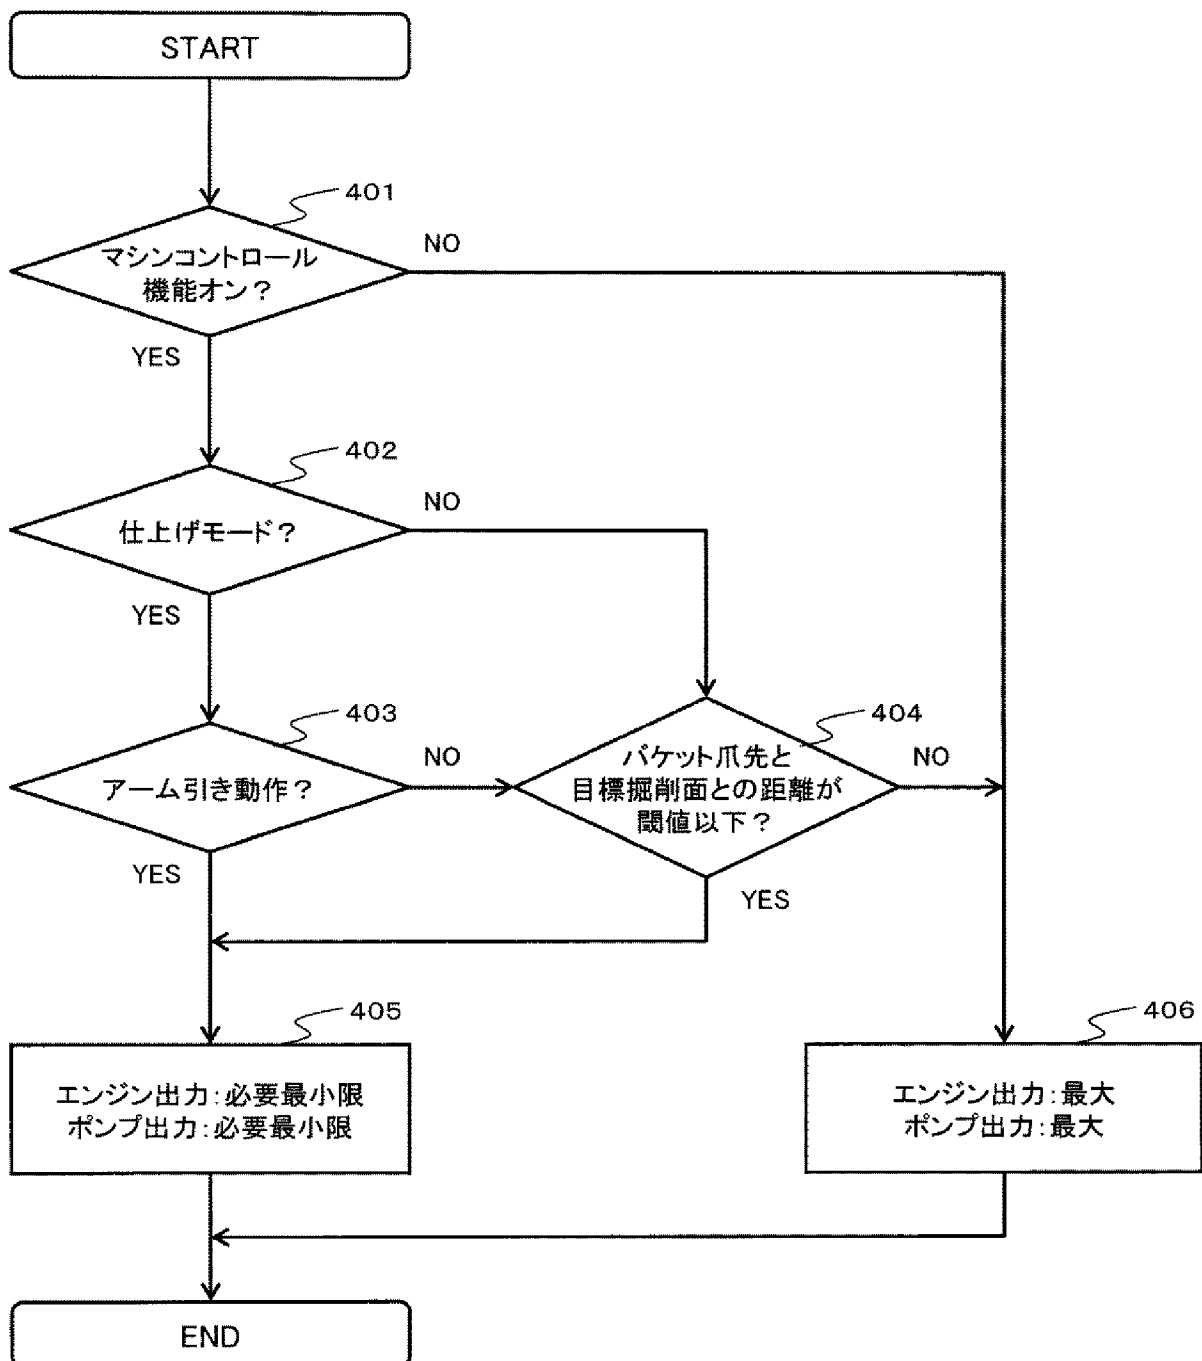 START
401
マシンコントロール
機能オン？
NO
YES
402
仕上げモード？
NO
YES
403
アーム引き動作？
NO
404
バケット爪先と
目標掘削面との距離が
閾値以下？
NO
YES
YES
405
エンジン出力：必要最小限
ポンプ出力：必要最小限
406
エンジン出力：最大
ポンプ出力：最大
END